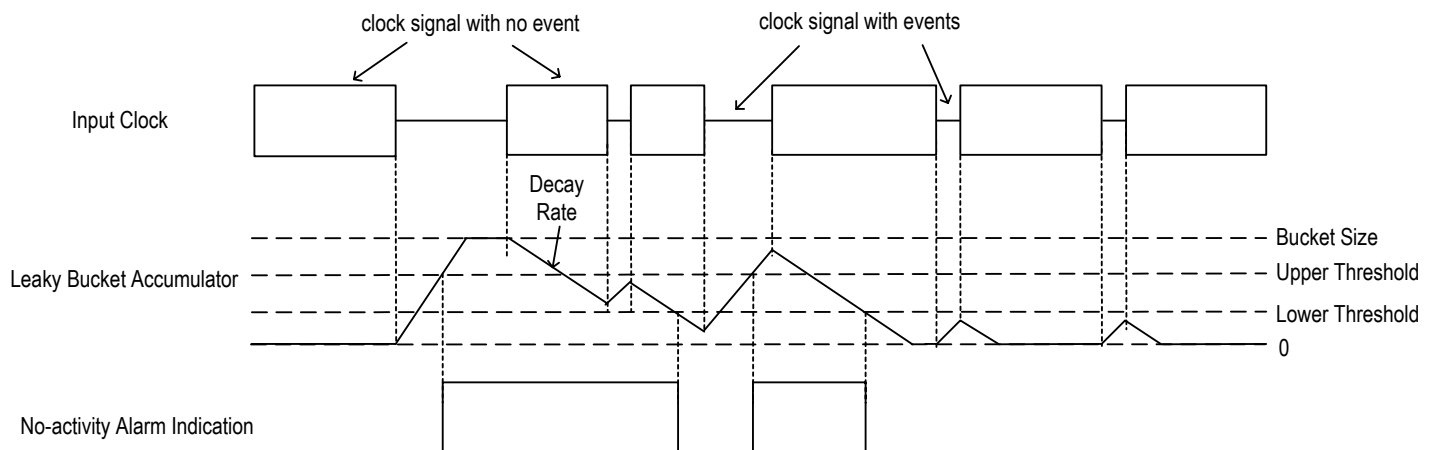 clock signal with no event
clock signal with events
Input Clock
Decay
Rate
Bucket Size
Upper Threshold
Leaky Bucket Accumulator
Lower Threshold
0
No-activity Alarm Indication